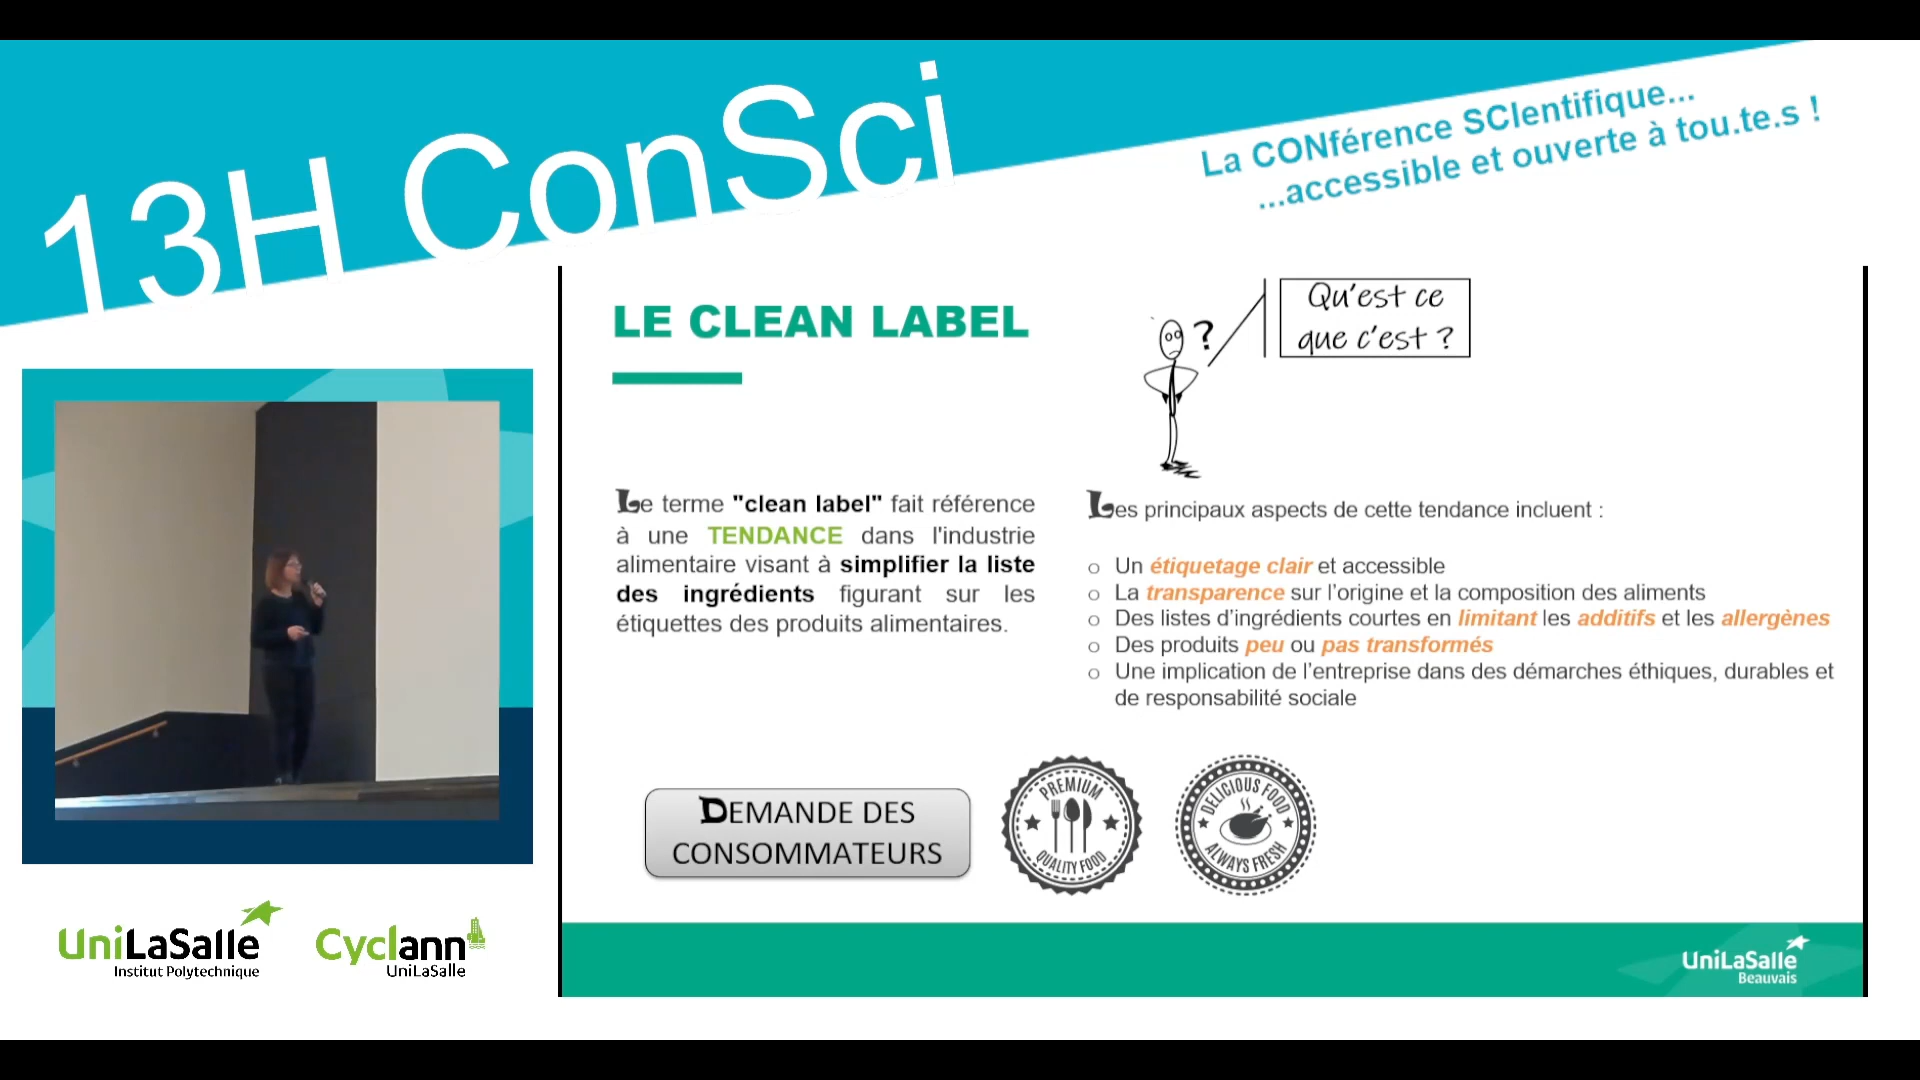 13H ConSci
La CONférence SCIentifique...
...accessible et ouverte à tou.te.s !
LE CLEAN LABEL
Qu'est ce
que c'est ?
?
Le terme "clean label" fait référence
à une TENDANCE dans l'industrie
alimentaire visant à simplifier la liste
des ingrédients figurant sur les
étiquettes des produits alimentaires.
Les principaux aspects de cette tendance incluent :
o Un étiquetage clair et accessible
o La transparence sur l'origine et la composition des aliments
o Des listes d'ingrédients courtes en limitant les additifs et les allergènes
o Des produits peu ou pas transformés
o Une implication de l'entreprise dans des démarches éthiques, durables et
de responsabilité sociale
DEMANDE DES
CONSOMMATEURS
PREMIUM
QUALITY FOOD
DELICIOUS FOOD
ALWAYS FRESH
UniLaSalle
Institut Polytechnique
Cyclann
UniLaSalle
UniLaSalle
Beauvais